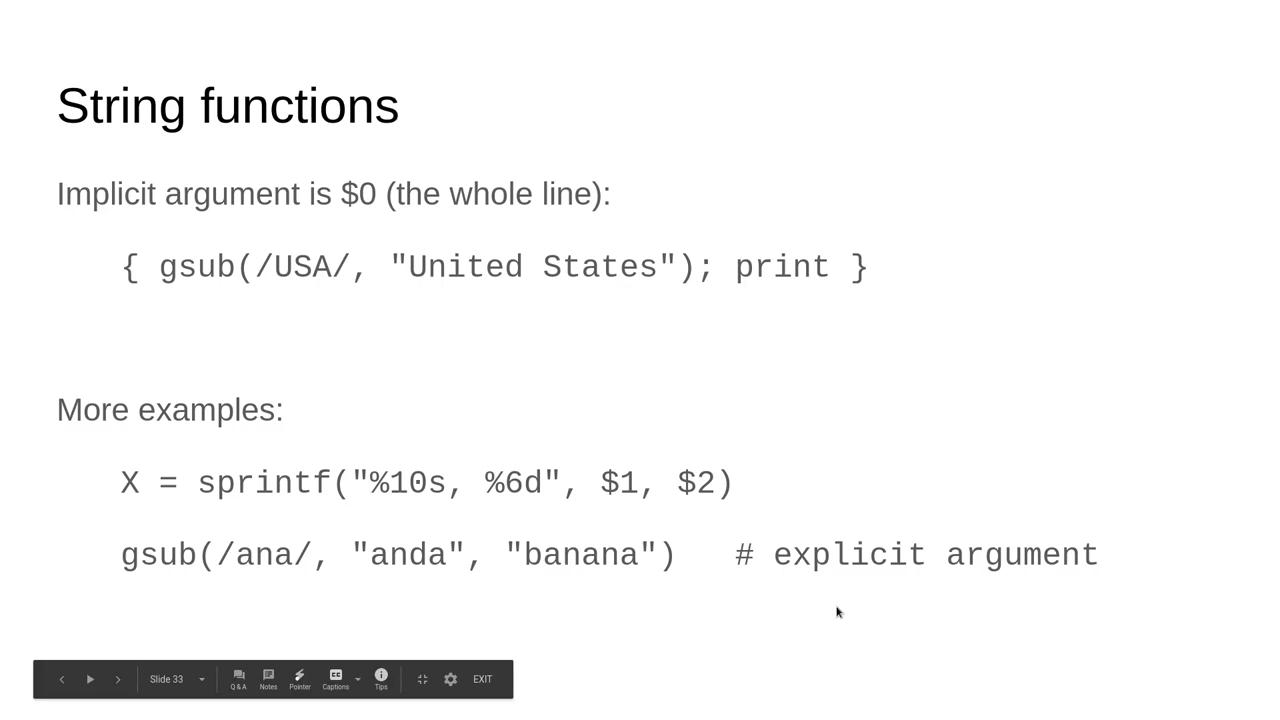 String functions
Implicit argument is $0 (the whole line):
{ gsub(/USA/, "United States"); print }
More examples:
X = sprintf("%10s, %6d", $1, $2)
gsub(/ana/, "anda", "banana")   # explicit argument
Slide 33
Q & A Notes Pointer Captions Tips EXIT